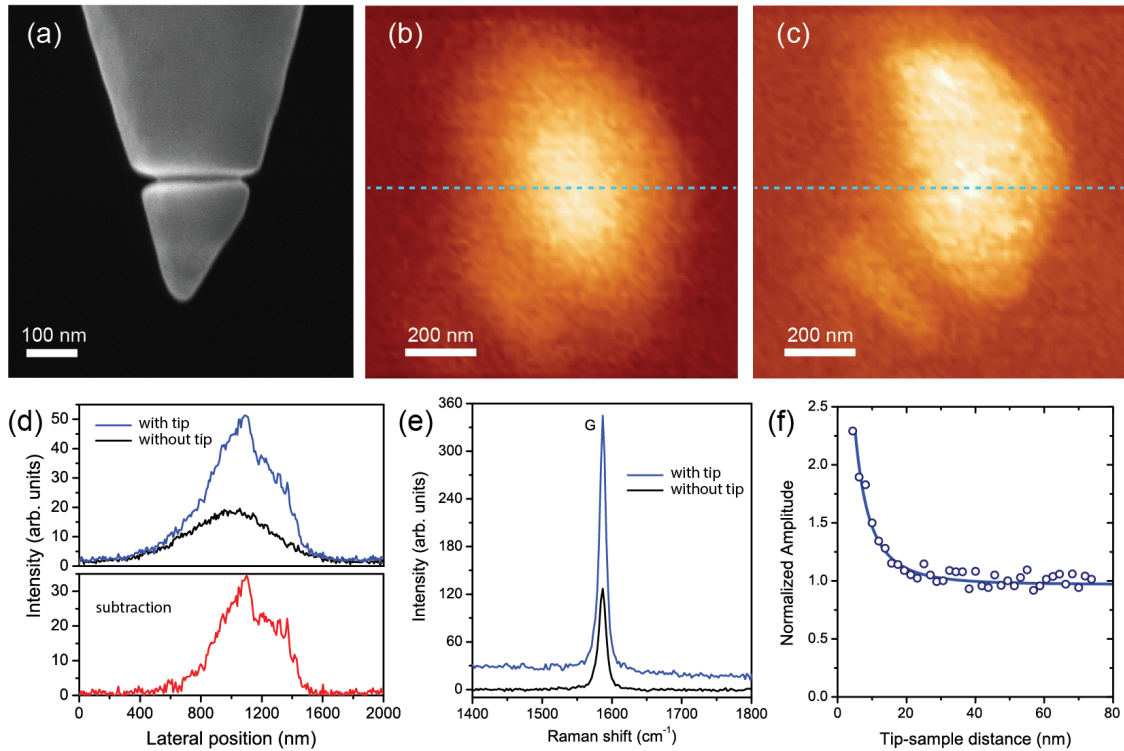 (a)
100 nm
(b)
200 nm
(c)
200 nm
(d)
50
40
30
20
10
0
with tip
without tip
30
20
10
0
subtraction
0
400
800
1200
1600
2000
Intensity (arb. units)
Lateral position (nm)
(e)
360
300
240
180
120
60
0
G
with tip
without tip
1400
1500
1600
1700
1800
Intensity (arb. units)
Raman shift (cm⁻¹)
(f)
2.5
2.0
1.5
1.0
0.5
0.0
0
20
40
60
80
Normalized Amplitude
Tip-sample distance (nm)